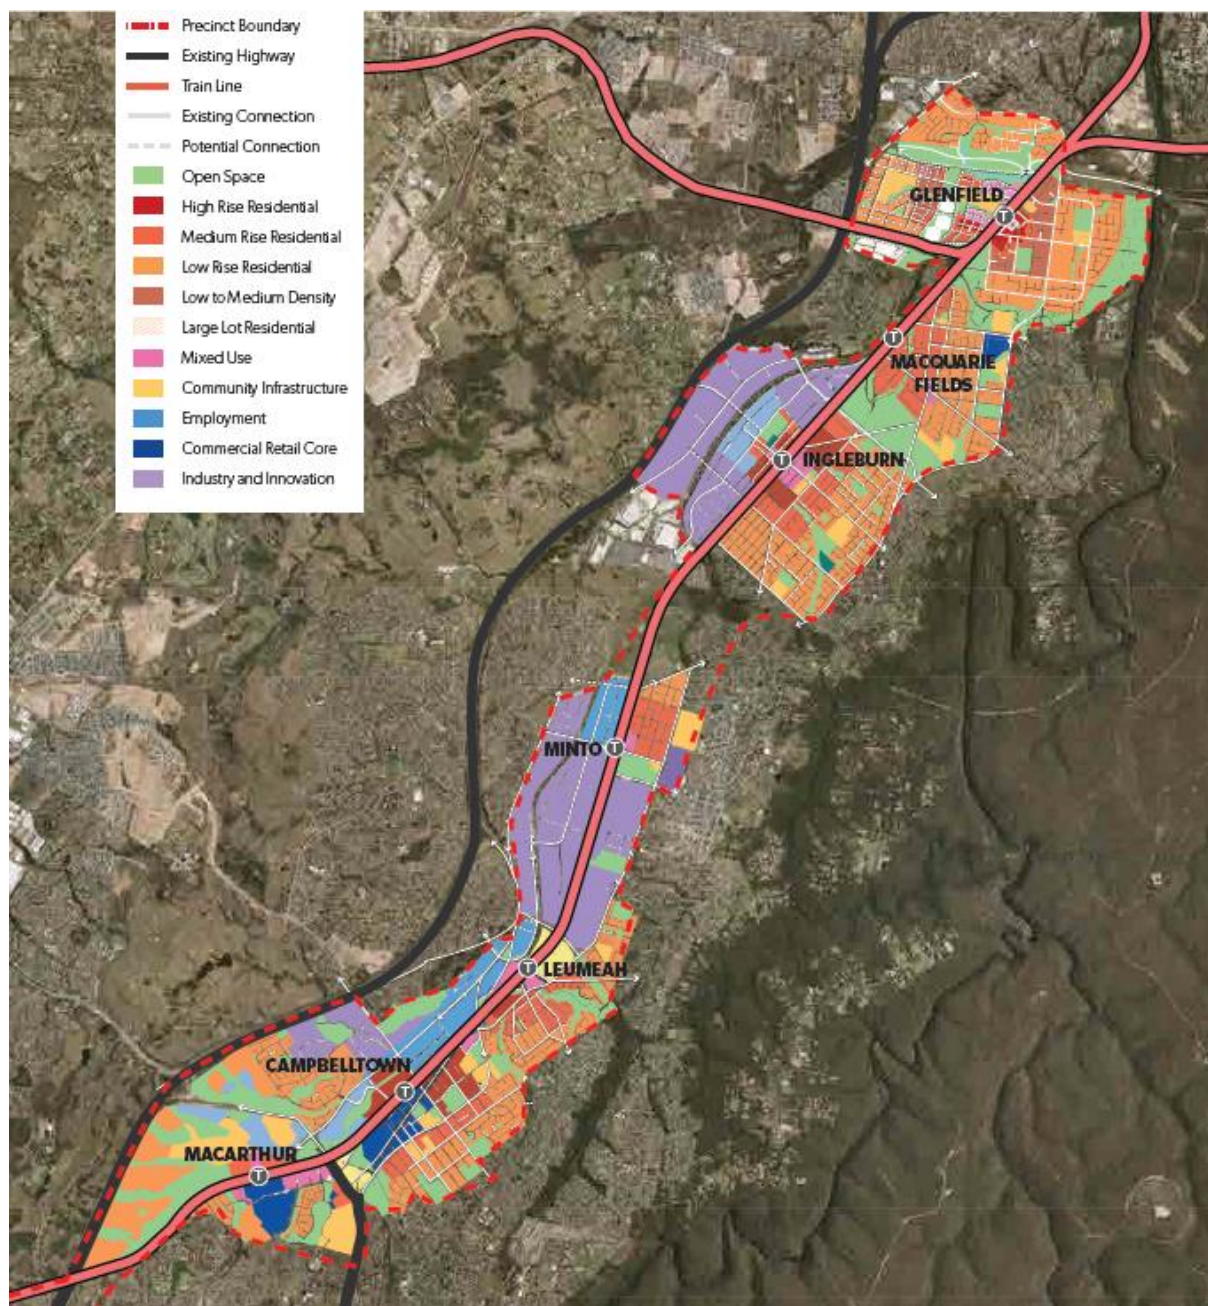 Precinct Boundary
Existing Highway
Train Line
Existing Connection
Potential Connection
Open Space
High Rise Residential
Medium Rise Residential
Low Rise Residential
Low to Medium Density
Large Lot Residential
Mixed Use
Community Infrastructure
Employment
Commercial Retail Core
Industry and Innovation
GLENFIELD
T
T
MACQUARIE
FIELDS
T
INGLEBURN
MINTO
T
T
LEUMEAH
CAMPBELLTOWN
T
MACARTHUR
T